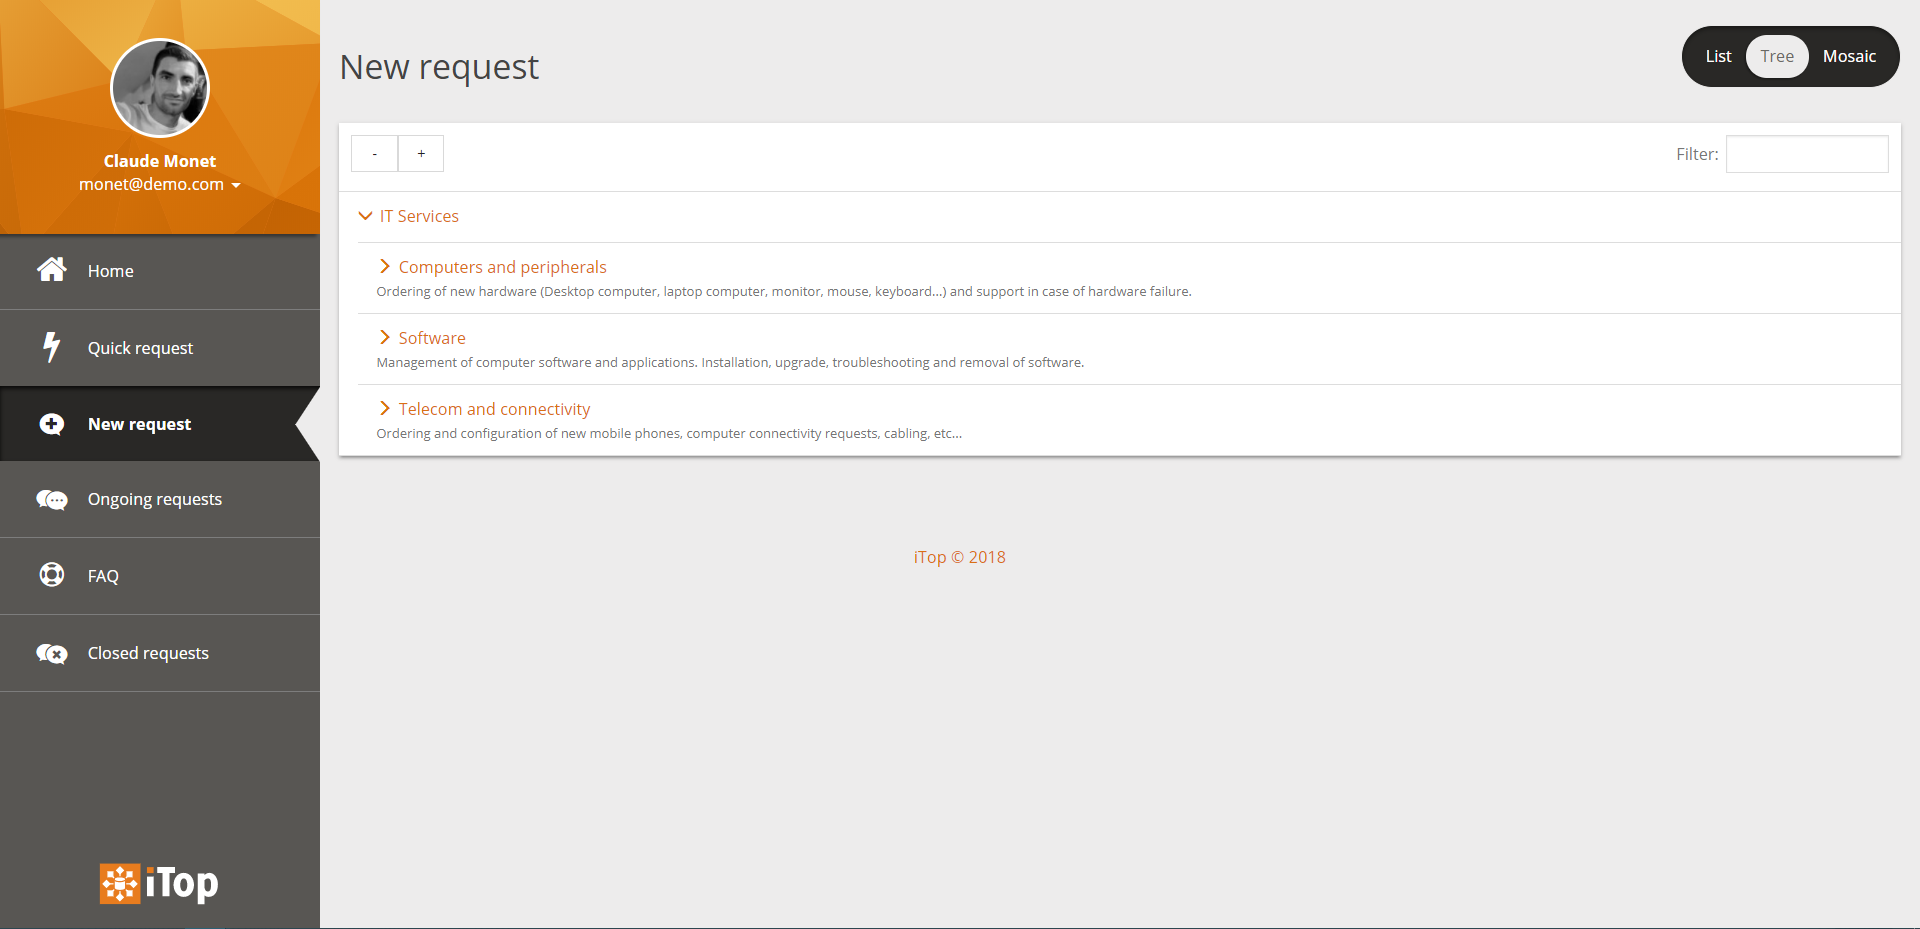 Claude Monet
monet@demo.com
Home
Quick request
New request
Ongoing requests
FAQ
Closed requests
iTop
New request
List Tree Mosaic
- +
Filter:
IT Services
Computers and peripherals
Ordering of new hardware (Desktop computer, laptop computer, monitor, mouse, keyboard...) and support in case of hardware failure.
Software
Management of computer software and applications. Installation, upgrade, troubleshooting and removal of software.
Telecom and connectivity
Ordering and configuration of new mobile phones, computer connectivity requests, cabling, etc...
iTop © 2018